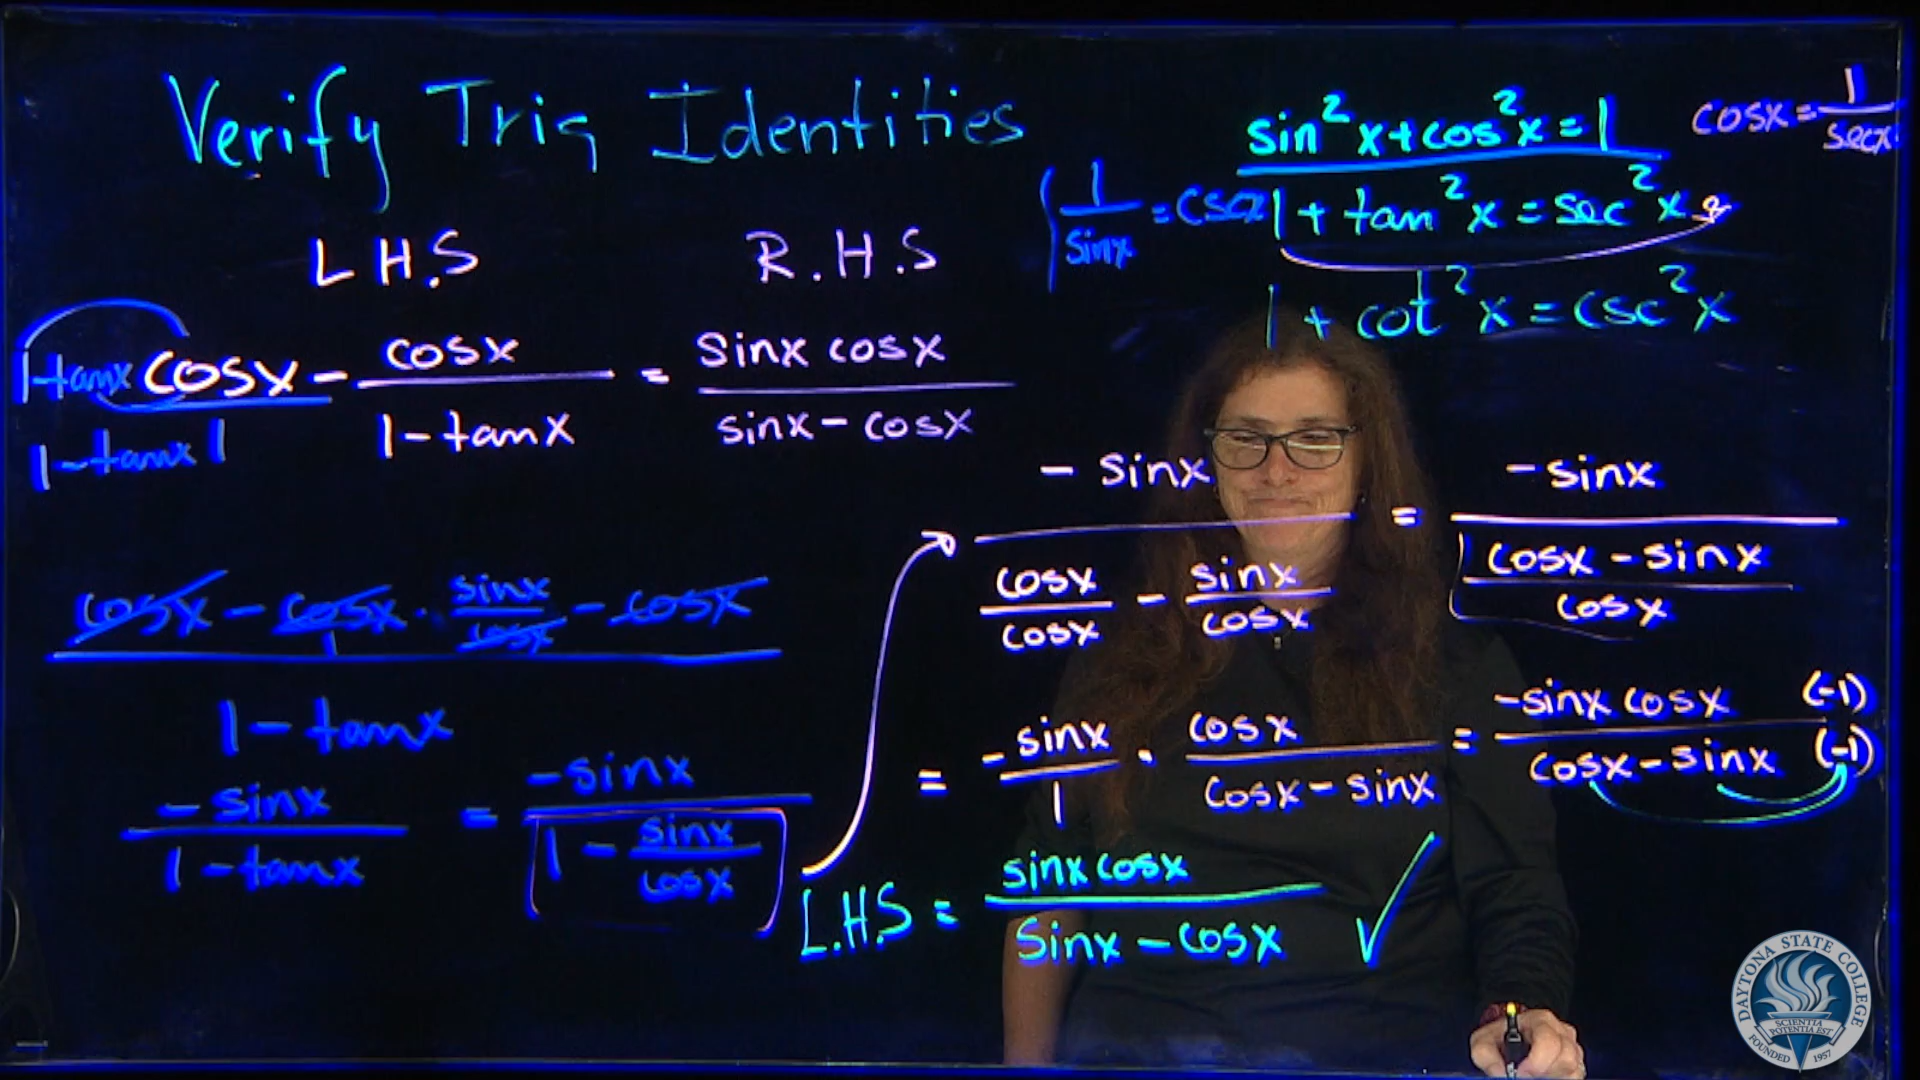 Verify Trig Identities
sin²x+cos²x=1
cosx=1/secx
1/sinx=cscx
1+tan²x=sec²x
1+cot²x=csc²x
L.H.S
R.H.S
1-tanx cosx - cosx/(1-tanx) = sinx cosx/(sinx-cosx)
1-tanx 1
cosx - cosx/1 · sinx/cosx - cosx
1-tanx
-sinx/(1-tanx) = -sinx/(1-sinx/cosx)
-sinx/(cosx/cosx - sinx/cosx) = -sinx/((cosx-sinx)/cosx)
= -sinx/1 · cosx/(cosx-sinx) = -sinx cosx (-1)/(cosx-sinx (-1))
L.H.S = sinx cosx/(sinx-cosx) ✓
DAYTONA STATE COLLEGE
SCIENTIA POTENTIA EST
FOUNDED 1957